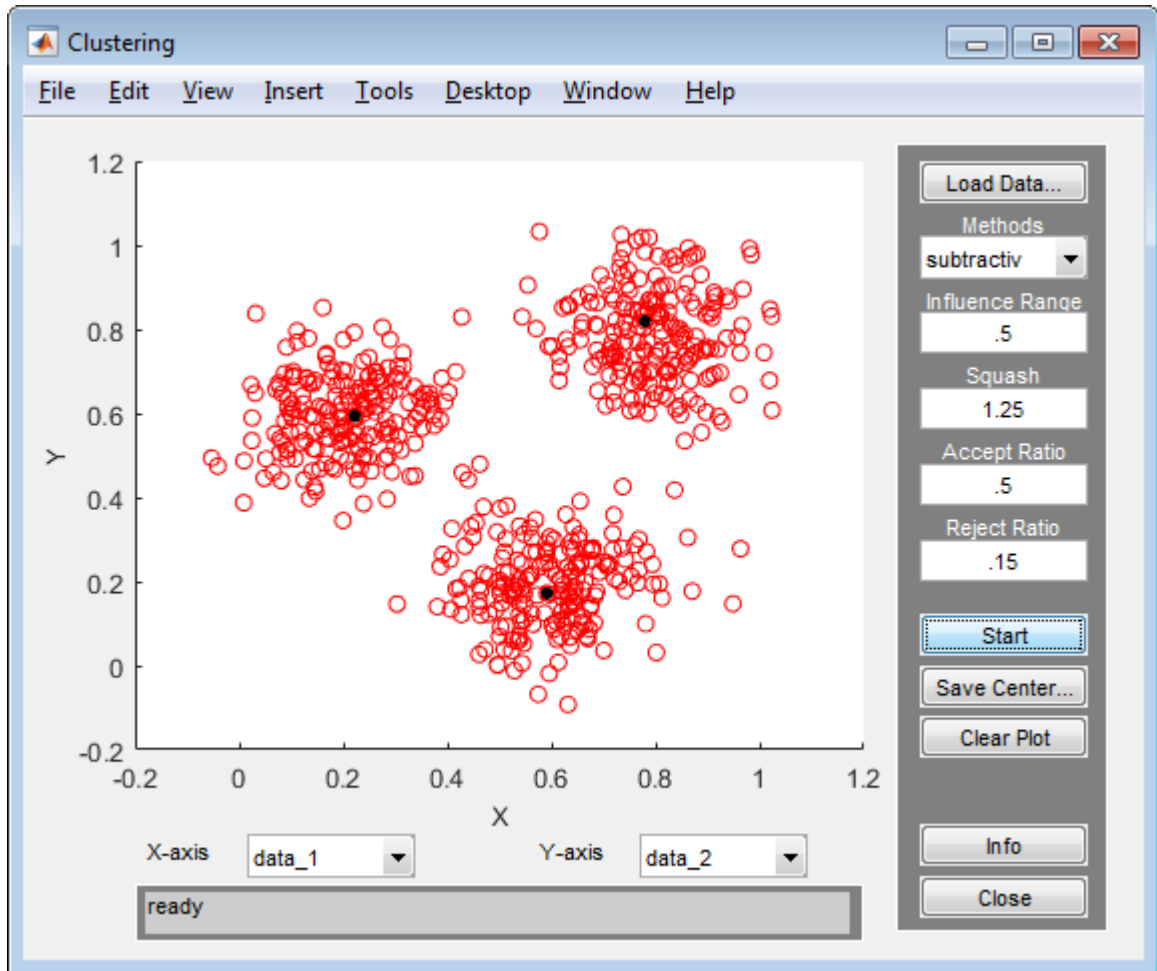 Clustering
File Edit View Insert Tools Desktop Window Help
1.2
1
0.8
0.6
0.4
0.2
0
-0.2
Y
-0.2 0 0.2 0.4 0.6 0.8 1 1.2
X
X-axis data_1 Y-axis data_2
ready
Load Data...
Methods
subtractiv
Influence Range
.5
Squash
1.25
Accept Ratio
.5
Reject Ratio
.15
Start
Save Center...
Clear Plot
Info
Close